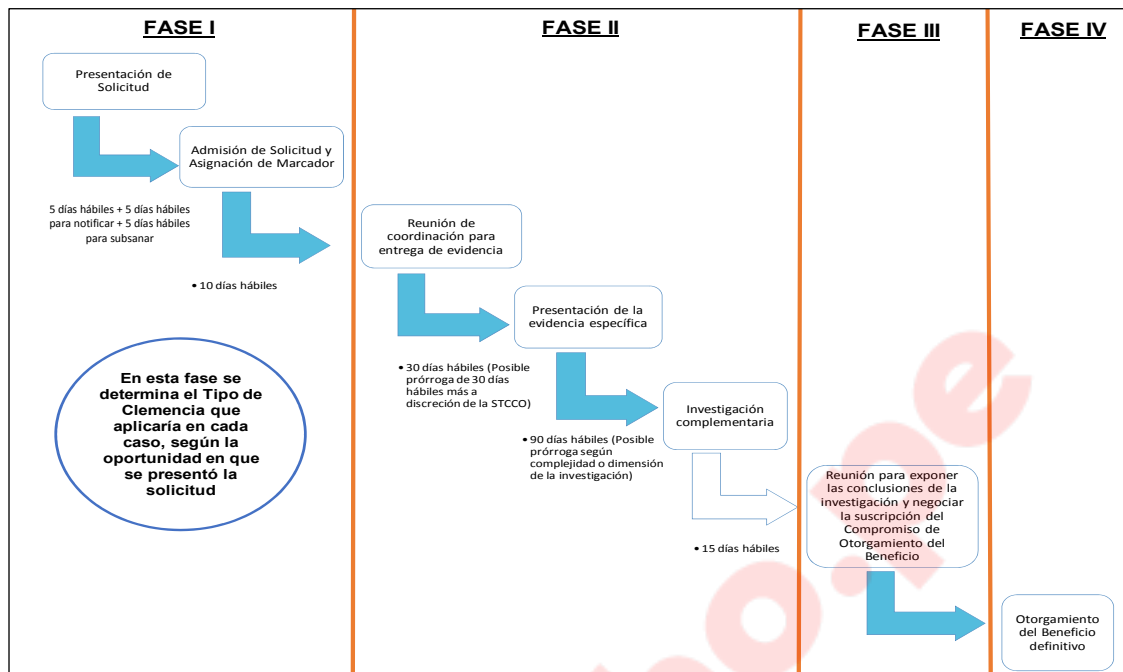 FASE I
FASE II
FASE III
FASE IV
Presentación de
Solicitud
Admisión de Solicitud y
Asignación de Marcador
5 días hábiles + 5 días hábiles
para notificar + 5 días hábiles
para subsanar
• 10 días hábiles
En esta fase se
determina el Tipo de
Clemencia que
aplicaría en cada
caso, según la
oportunidad en que
se presentó la
solicitud
Reunión de
coordinación para
entrega de evidencia
Presentación de la
evidencia específica
• 30 días hábiles (Posible
prórroga de 30 días
hábiles más a
discreción de la STCCO)
Investigación
complementaria
• 90 días hábiles (Posible
prórroga según
complejidad o dimensión
de la investigación)
• 15 días hábiles
Reunión para exponer
las conclusiones de la
investigación y negociar
la suscripción del
Compromiso de
Otorgamiento del
Beneficio
Otorgamiento
del Beneficio
definitivo
ho.pe